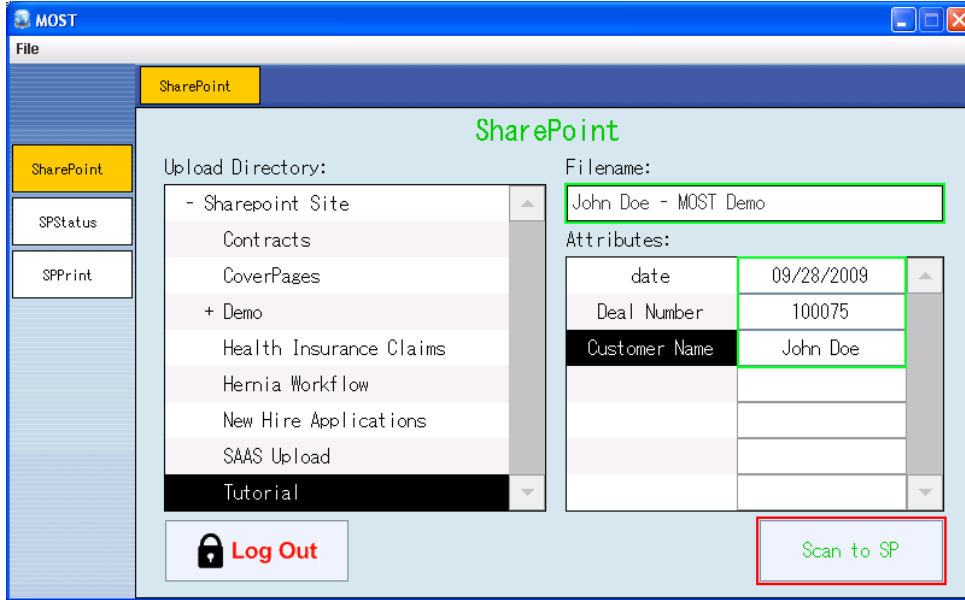 MOST
File
SharePoint
SharePoint
SharePoint
SPStatus
SPPrint
Upload Directory:
- Sharepoint Site
Contracts
CoverPages
+ Demo
Health Insurance Claims
Hernia Workflow
New Hire Applications
SAAS Upload
Tutorial
Log Out
Filename:
John Doe - MOST Demo
Attributes:
date 09/28/2009
Deal Number 100075
Customer Name John Doe
Scan to SP